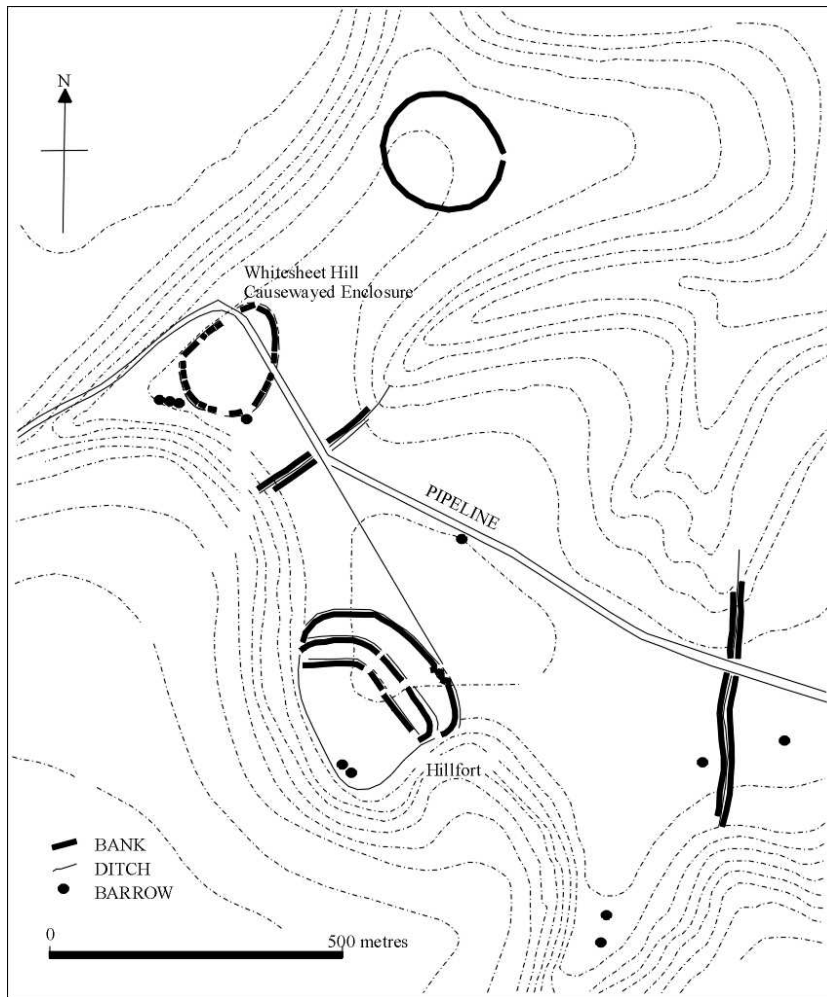 N
Whitesheet Hill
Causewayed Enclosure
PIPELINE
Hillfort
BANK
DITCH
BARROW
0
500 metres